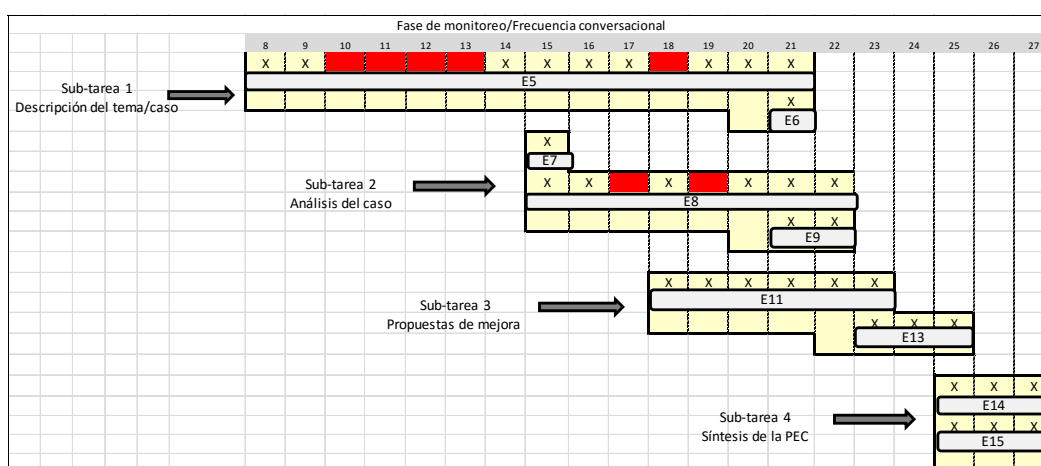 Fase de monitoreo/Frecuencia conversacional
8 9 10 11 12 13 14 15 16 17 18 19 20 21 22 23 24 25 26 27
X X X X X X X X X
E5
Sub-tarea 1
Descripción del tema/caso
X
E6
X
E7
Sub-tarea 2
Análisis del caso
X X X X X X
E8
X X
E9
X X X X X X
Sub-tarea 3
Propuestas de mejora
E11
X X X
E13
X X X
E14
Sub-tarea 4
Síntesis de la PEC
X X X
E15